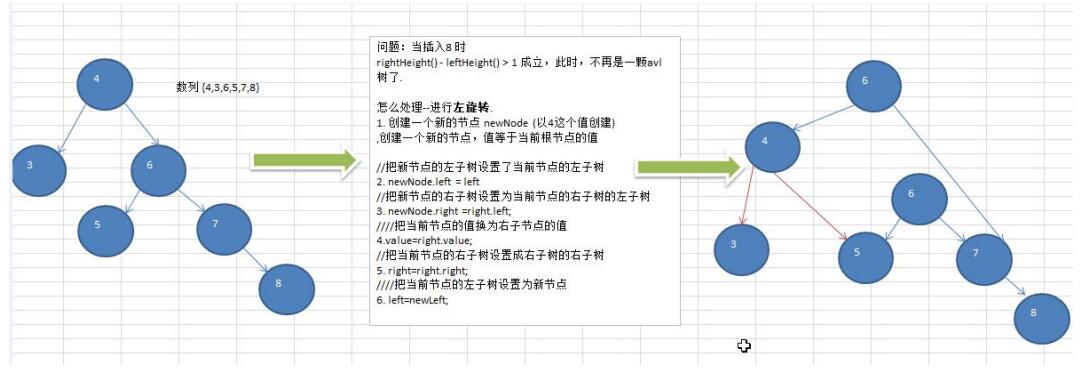 4
数列 {4,3,6,5,7,8}
3
6
5
7
8
问题：当插入8 时
rightHeight() - leftHeight() > 1 成立，此时，不再是一颗avl
树了.
怎么处理--进行左旋转.
1. 创建一个新的节点 newNode (以4这个值创建)
,创建一个新的节点，值等于当前根节点的值
//把新节点的左子树设置了当前节点的左子树
2. newNode.left = left
//把新节点的右子树设置为当前节点的右子树的左子树
3. newNode.right =right.left;
////把当前节点的值换为右子节点的值
4.value=right.value;
//把当前节点的右子树设置成右子树的右子树
5. right=right.right;
////把当前节点的左子树设置为新节点
6. left=newLeft;
6
4
6
3
5
7
8